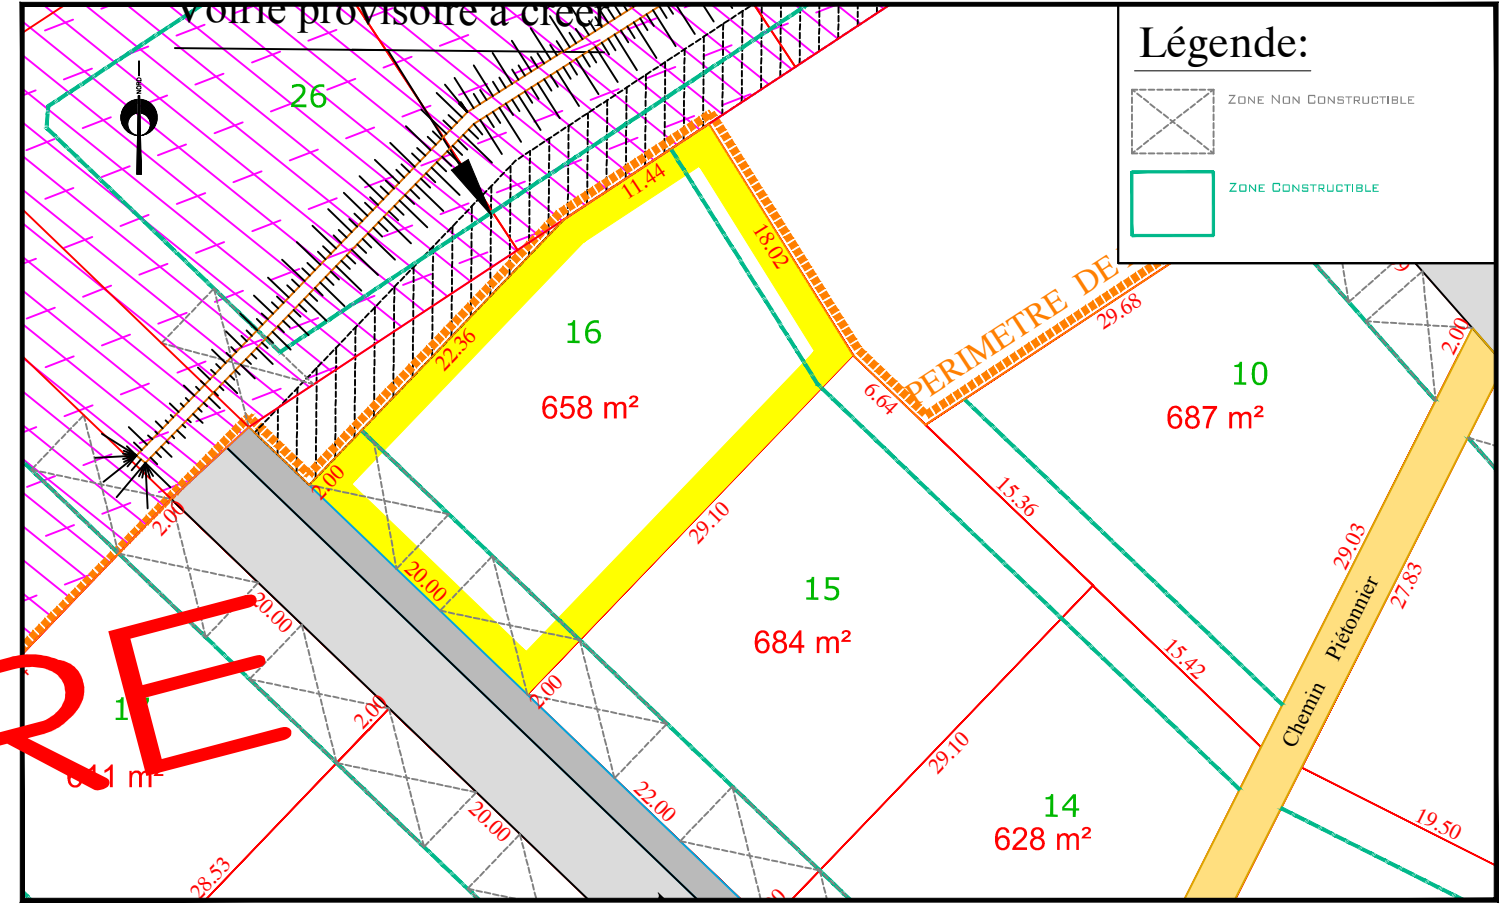 Voirie provisoire à créer
Légende:
Zone Non Constructible
Zone Constructible
26
11.44
18.02
22.36
16
658 m²
PERIMETRE DE
29.68
2.00
6.64
10
687 m²
2.00
2.00
15.36
29.10
20.00
29.03
27.83
15
684 m²
Chemin Piétonnier
20.00
RE
15.42
2.00
2.00
611 m²
29.10
22.00
20.00
14
628 m²
19.50
28.53